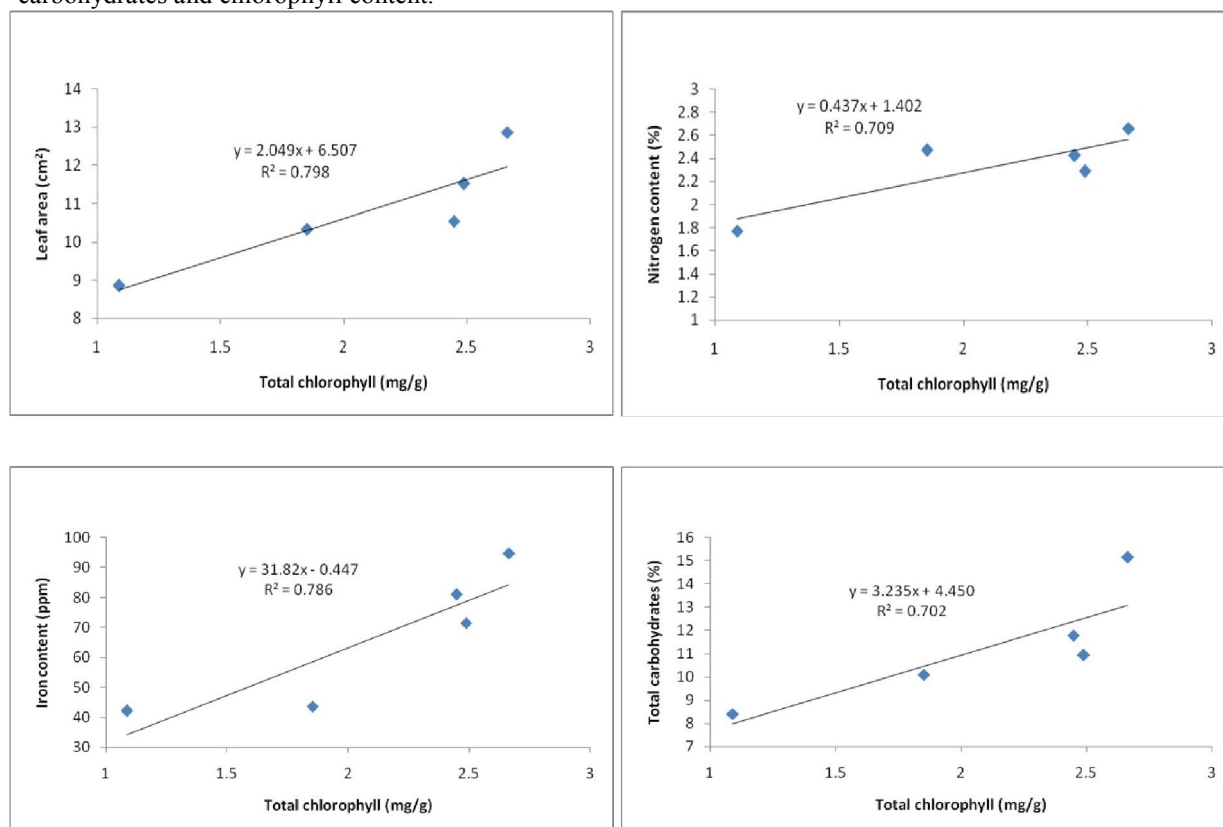 carbohydrates and chlorophyll content.
14
13
12
11
10
9
8
Leaf area (cm²)
y = 2.049x + 6.507
R² = 0.798
1 1.5 2 2.5 3
Total chlorophyll (mg/g)
3
2.8
2.6
2.4
2.2
2
1.8
1.6
1.4
1.2
1
Nitrogen content (%)
y = 0.437x + 1.402
R² = 0.709
1 1.5 2 2.5 3
Total chlorophyll (mg/g)
100
90
80
70
60
50
40
30
Iron content (ppm)
y = 31.82x - 0.447
R² = 0.786
1 1.5 2 2.5 3
Total chlorophyll (mg/g)
16
15
14
13
12
11
10
9
8
7
Total carbohydrates (%)
y = 3.235x + 4.450
R² = 0.702
1 1.5 2 2.5 3
Total chlorophyll (mg/g)